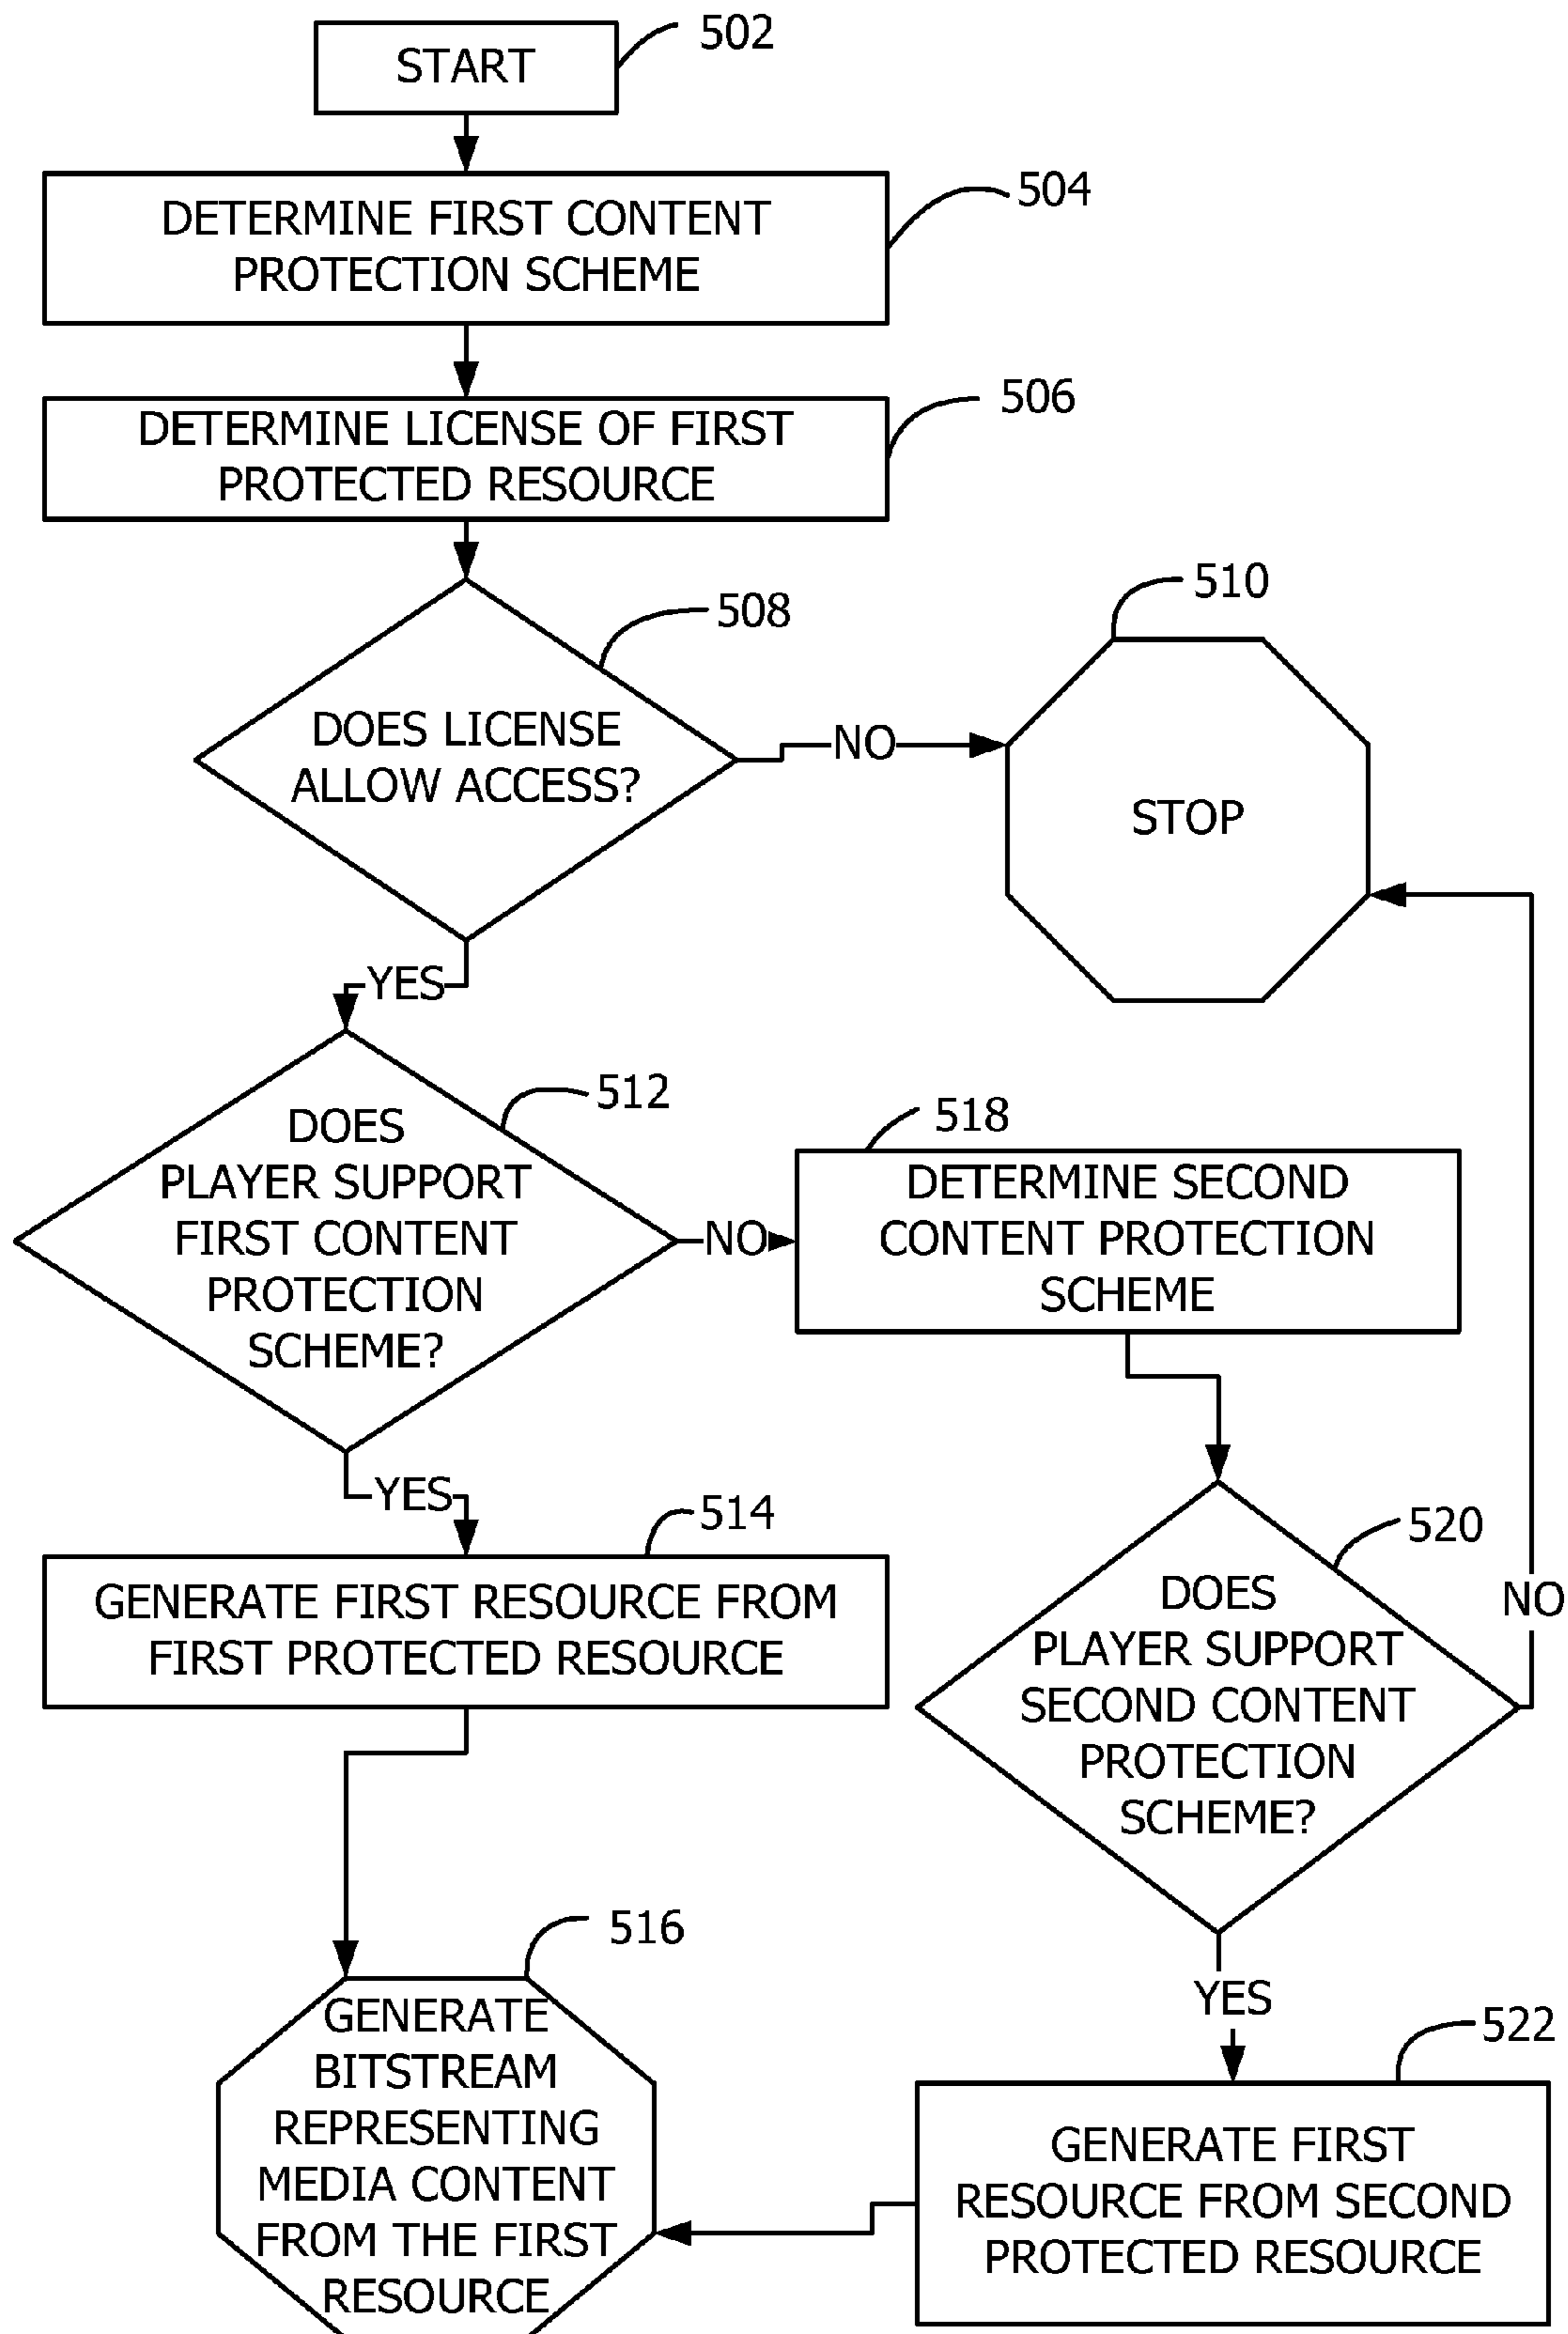 START
502
DETERMINE FIRST CONTENT
PROTECTION SCHEME
504
DETERMINE LICENSE OF FIRST
PROTECTED RESOURCE
506
DOES LICENSE
ALLOW ACCESS?
508
NO
STOP
510
YES
DOES
PLAYER SUPPORT
FIRST CONTENT
PROTECTION
SCHEME?
512
NO
DETERMINE SECOND
CONTENT PROTECTION
SCHEME
518
YES
GENERATE FIRST RESOURCE FROM
FIRST PROTECTED RESOURCE
514
DOES
PLAYER SUPPORT
SECOND CONTENT
PROTECTION
SCHEME?
520
NO
YES
GENERATE
BITSTREAM
REPRESENTING
MEDIA CONTENT
FROM THE FIRST
RESOURCE
516
GENERATE FIRST
RESOURCE FROM SECOND
PROTECTED RESOURCE
522